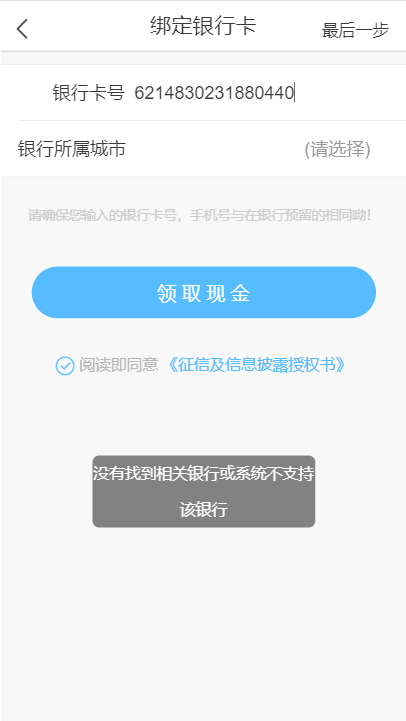 绑定银行卡
最后一步
银行卡号 6214830231880440
银行所属城市 (请选择)
请确保您输入的银行卡号，手机号与在银行预留的相同呦！
领取现金
阅读即同意《征信及信息披露授权书》
没有找到相关银行或系统不支持
该银行